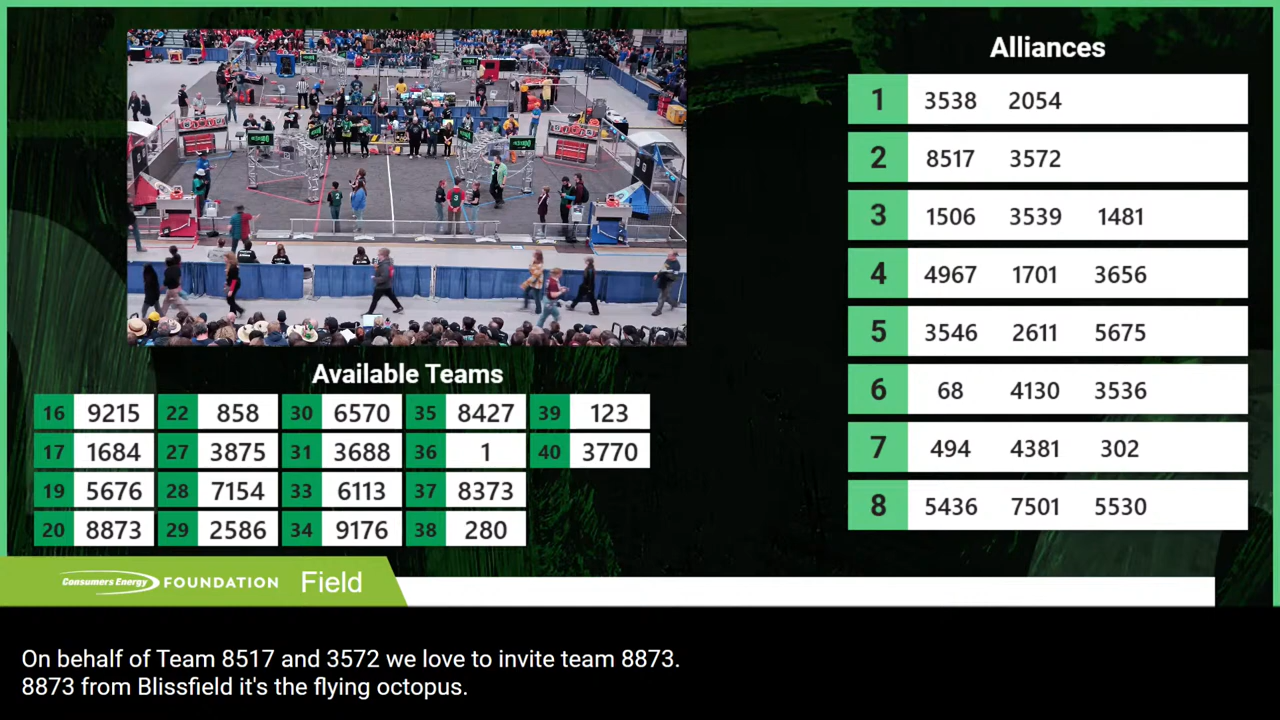 Alliances
1 3538 2054
2 8517 3572
3 1506 3539 1481
4 4967 1701 3656
5 3546 2611 5675
6 68 4130 3536
7 494 4381 302
8 5436 7501 5530
Available Teams
16 9215 22 858 30 6570 35 8427 39 123
17 1684 27 3875 31 3688 36 1 40 3770
19 5676 28 7154 33 6113 37 8373
20 8873 29 2586 34 9176 38 280
Consumers Energy FOUNDATION Field
On behalf of Team 8517 and 3572 we love to invite team 8873.
8873 from Blissfield it's the flying octopus.